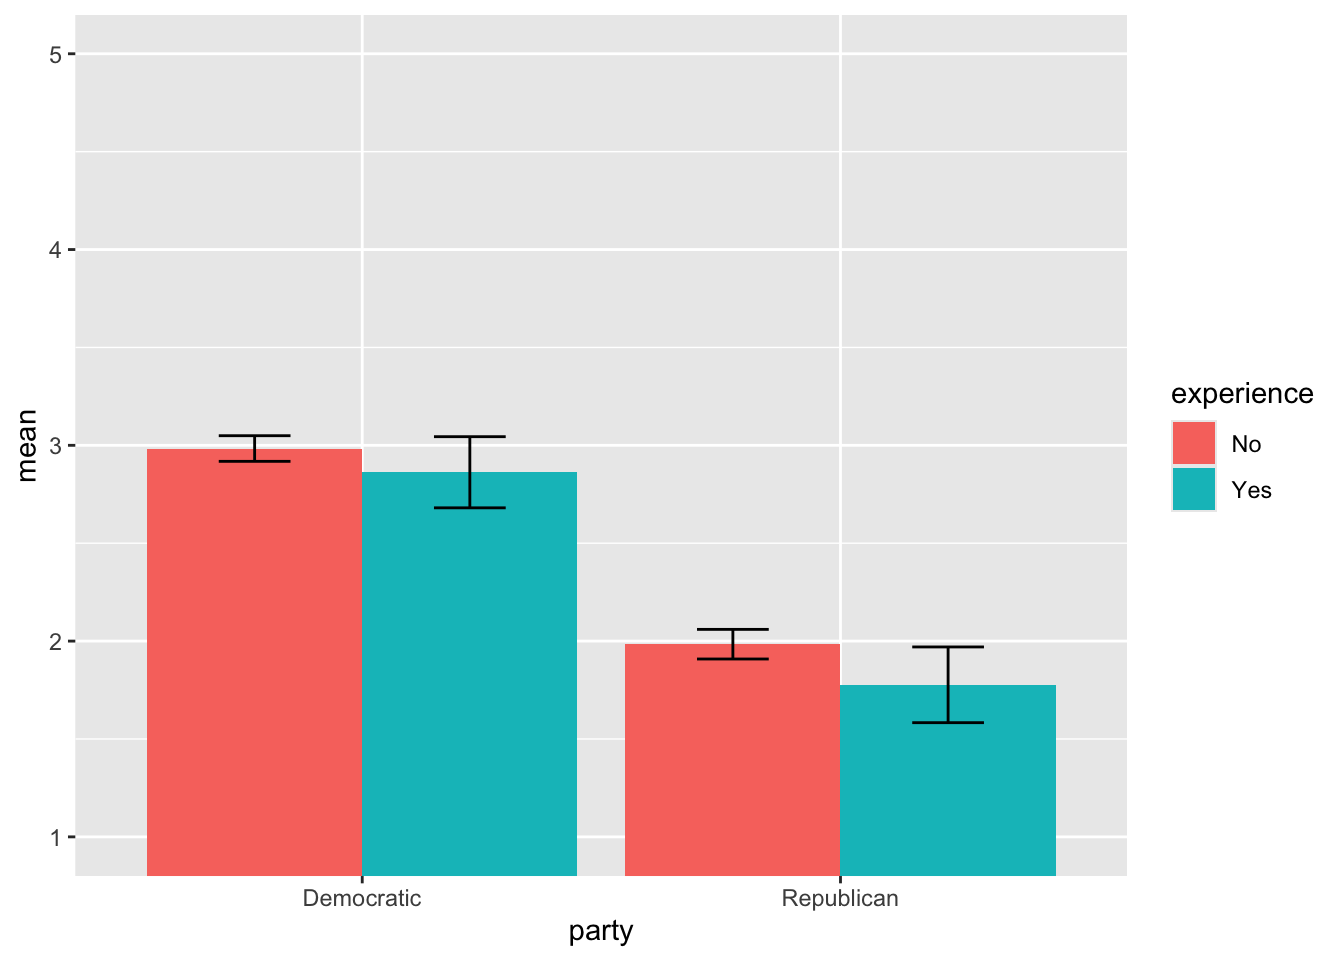 5
4
3
2
1
mean
Democratic
Republican
party
experience
No
Yes